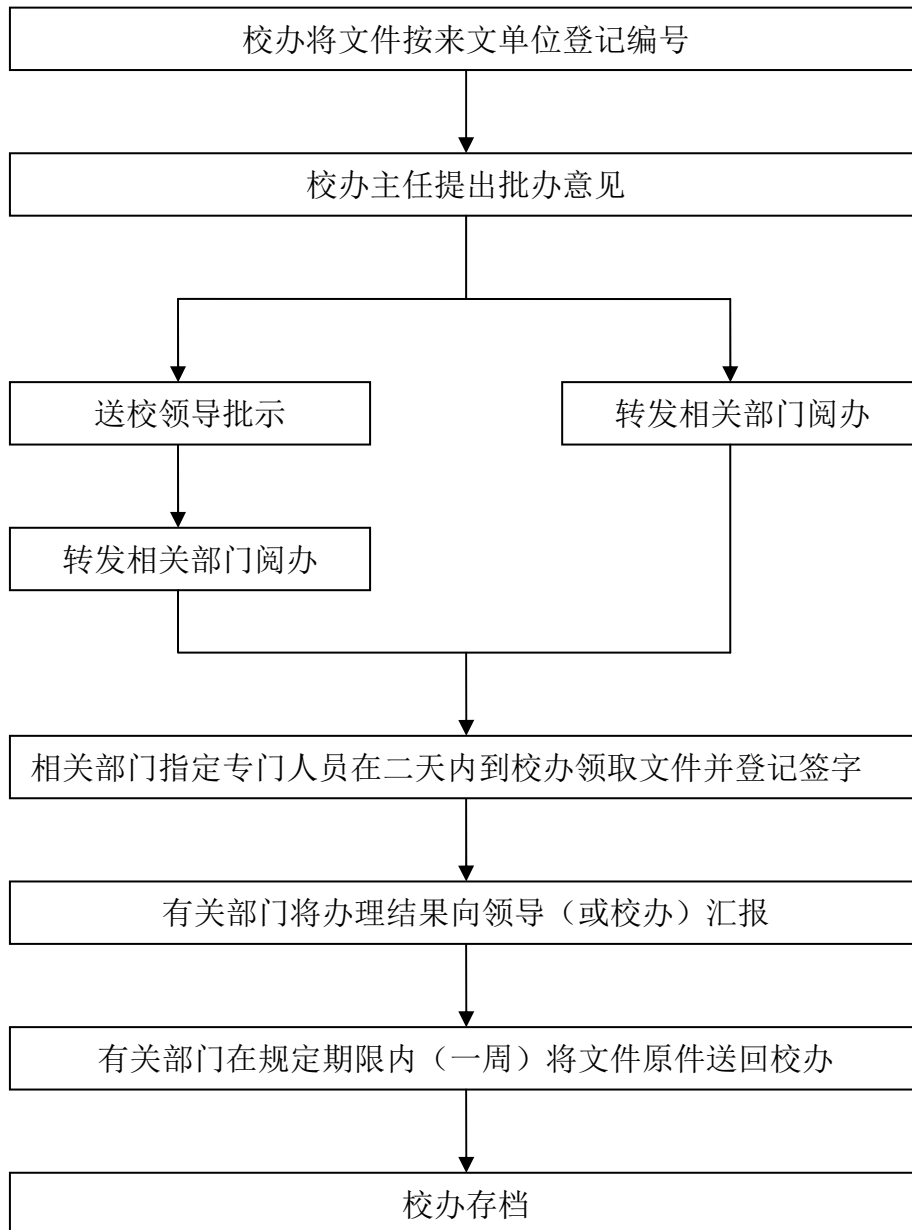 校办将文件按来文单位登记编号
校办主任提出批办意见
送校领导批示
转发相关部门阅办
转发相关部门阅办
相关部门指定专门人员在二天内到校办领取文件并登记签字
有关部门将办理结果向领导（或校办）汇报
有关部门在规定期限内（一周）将文件原件送回校办
校办存档